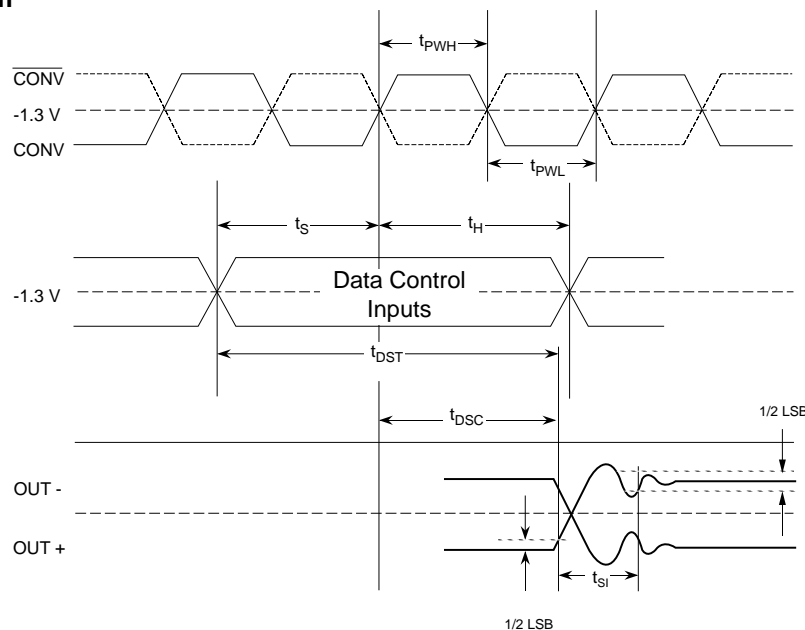 t_PWH
CONV
-1.3 V
CONV
t_PWL
t_S
t_H
Data Control
Inputs
-1.3 V
t_DST
t_DSC
1/2 LSB
OUT -
OUT +
t_SI
1/2 LSB